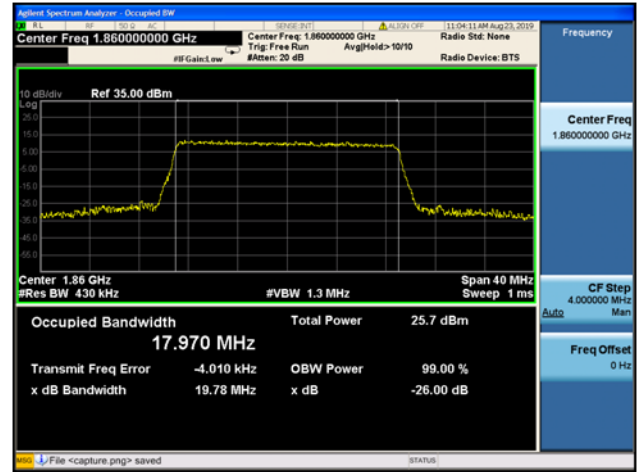 Agilent Spectrum Analyzer - Occupied BW
RL RF 50 Ω AC SENSE:INT ALIGN OFF 11:04:11 AM Aug 23, 2019
Center Freq 1.860000000 GHz
Center Freq: 1.860000000 GHz Radio Std: None
Trig: Free Run Avg|Hold:>10/10
#IFGain:Low #Atten: 20 dB Radio Device: BTS
Frequency
10 dB/div Ref 35.00 dBm
Log
25.0
15.0
5.00
-5.00
-15.0
-25.0
-35.0
-45.0
-55.0
Center 1.86 GHz Span 40 MHz
#Res BW 430 kHz #VBW 1.3 MHz Sweep 1 ms
Occupied Bandwidth Total Power 25.7 dBm
17.970 MHz
Transmit Freq Error -4.010 kHz OBW Power 99.00 %
x dB Bandwidth 19.78 MHz x dB -26.00 dB
Center Freq
1.860000000 GHz
CF Step
4.000000 MHz
Auto Man
Freq Offset
0 Hz
MSG File <capture.png> saved STATUS